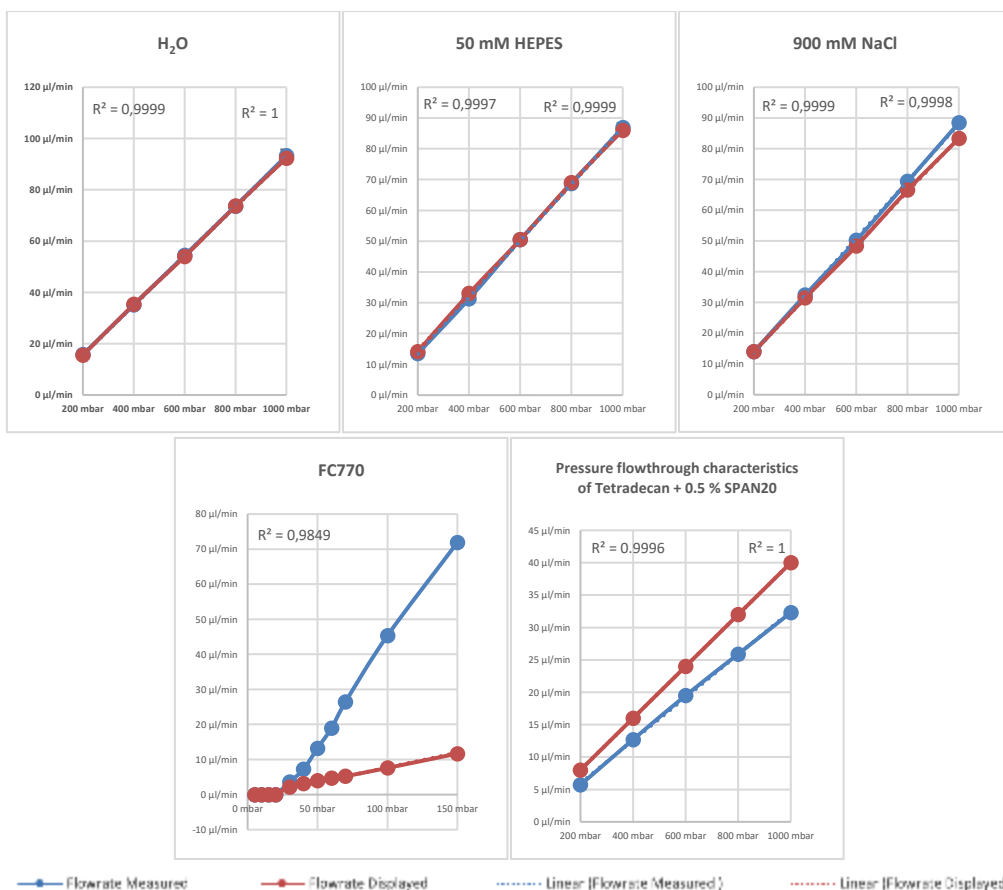 H₂O
120 µl/min
100 µl/min
80 µl/min
60 µl/min
40 µl/min
20 µl/min
0 µl/min
R² = 0,9999
R² = 1
200 mbar 400 mbar 600 mbar 800 mbar 1000 mbar
50 mM HEPES
100 µl/min
90 µl/min
80 µl/min
70 µl/min
60 µl/min
50 µl/min
40 µl/min
30 µl/min
20 µl/min
10 µl/min
0 µl/min
R² = 0,9997
R² = 0,9999
200 mbar 400 mbar 600 mbar 800 mbar 1000 mbar
900 mM NaCl
100 µl/min
90 µl/min
80 µl/min
70 µl/min
60 µl/min
50 µl/min
40 µl/min
30 µl/min
20 µl/min
10 µl/min
0 µl/min
R² = 0,9999
R² = 0,9998
200 mbar 400 mbar 600 mbar 800 mbar 1000 mbar
FC770
80 µl/min
70 µl/min
60 µl/min
50 µl/min
40 µl/min
30 µl/min
20 µl/min
10 µl/min
0 µl/min
-10 µl/min
R² = 0,9849
0 mbar 50 mbar 100 mbar 150 mbar
Pressure flowthrough characteristics
of Tetradecan + 0.5 % SPAN20
45 µl/min
40 µl/min
35 µl/min
30 µl/min
25 µl/min
20 µl/min
15 µl/min
10 µl/min
5 µl/min
0 µl/min
R² = 0.9996
R² = 1
200 mbar 400 mbar 600 mbar 800 mbar 1000 mbar
Flowrate Measured Flowrate Displayed Linear (Flowrate Measured ) Linear (Flowrate Displayed